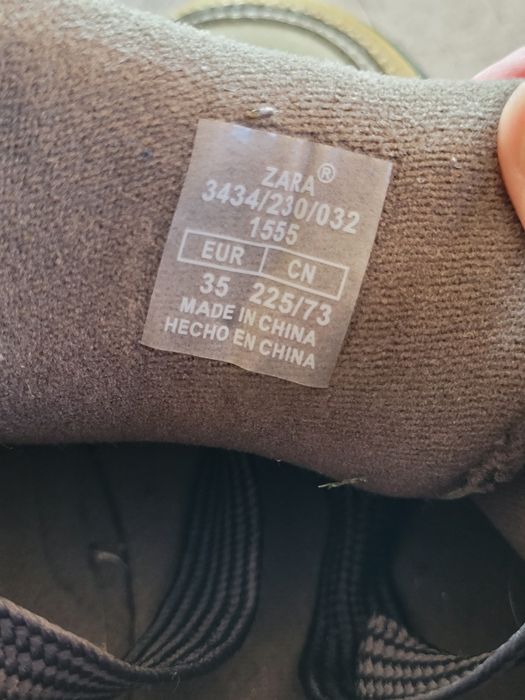 ZARA®
3434/230/032
1555
EUR CN
35 225/73
MADE IN CHINA
HECHO EN CHINA